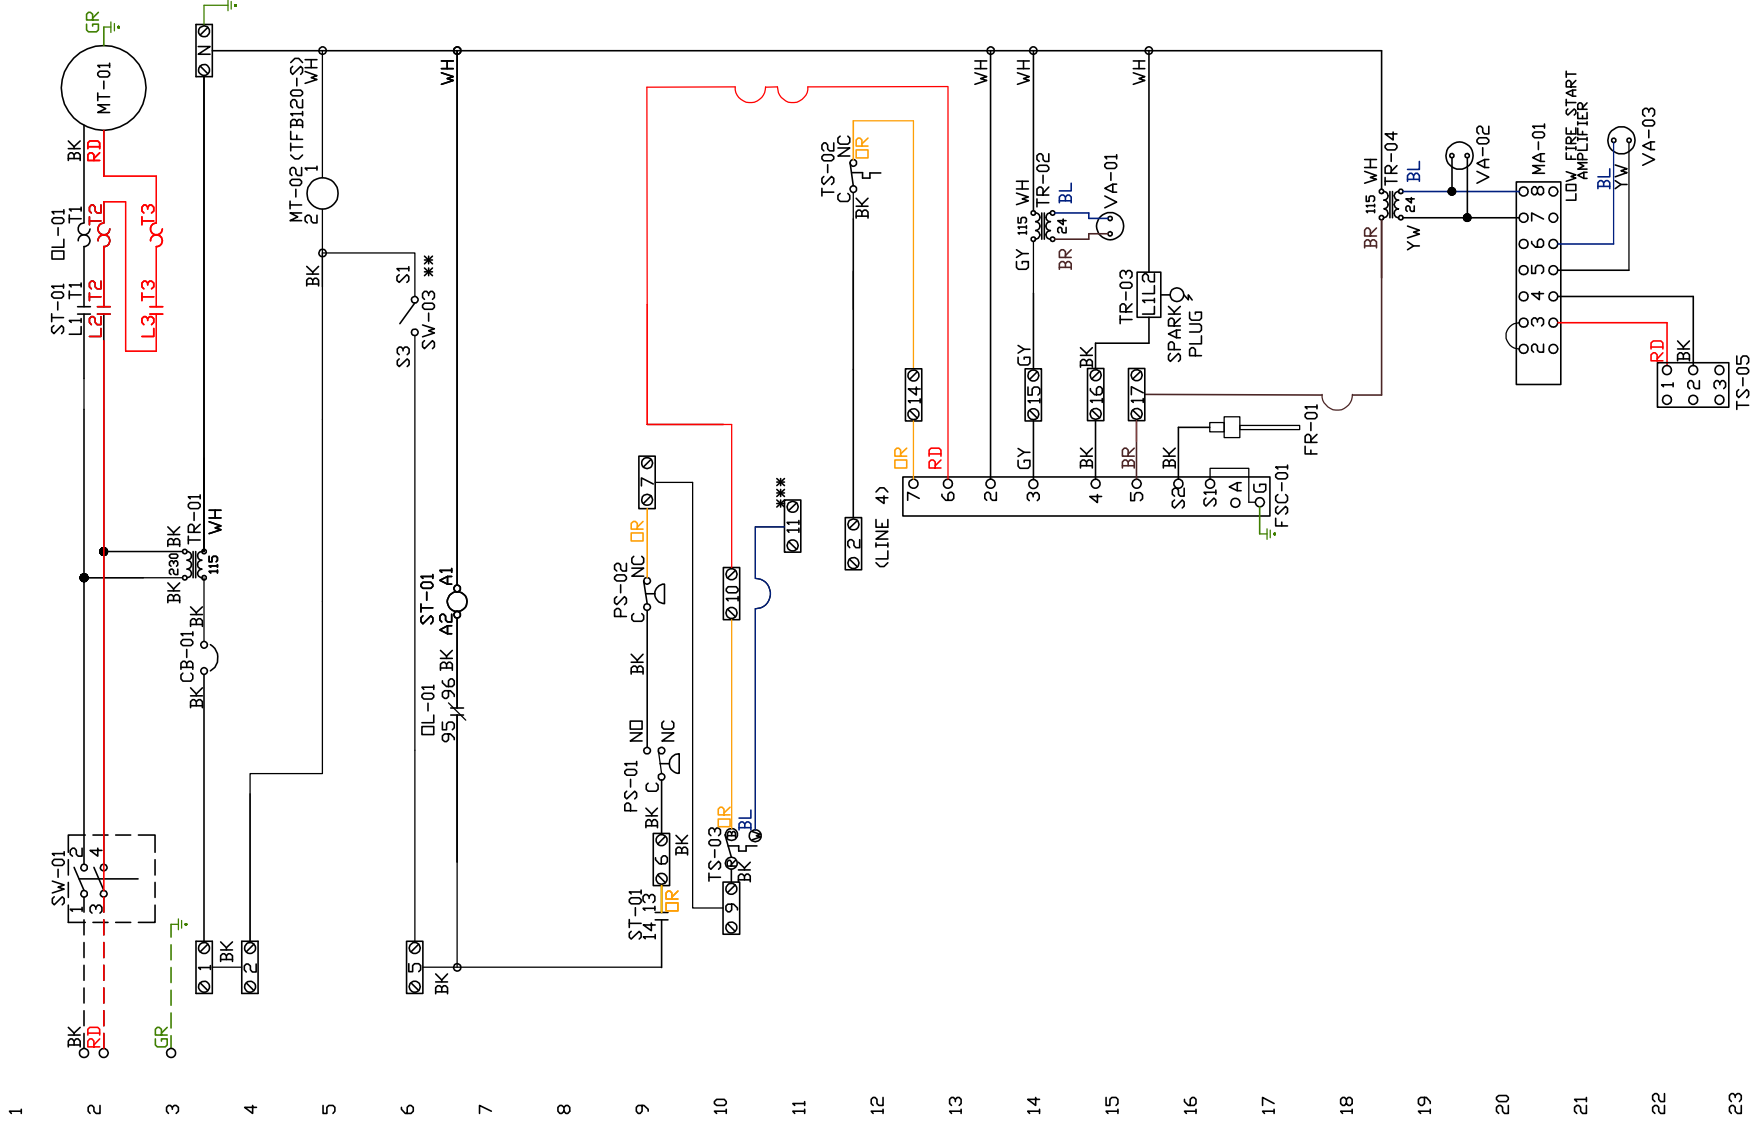 1
2
3
4
5
6
7
8
9
10
11
12
13
14
15
16
17
18
19
20
21
22
23
BK
RD
GR
SW-01
1
2
3
4
ST-01
L1
T1
L2
T2
L3
T3
OL-01
T1
T2
T3
BK
RD
MT-01
GR
BK
BK
230
115
TR-01
WH
BK
CB-01
BK
1
N
BK
2
BK
MT-02 (TFB120-S)
2
1
WH
S1
S3
SW-03
**
5
BK
OL-01
95
96
BK
ST-01
A2
A1
WH
ST-01
14
13
OR
6
BK
BK
PS-01
C
NO
NC
BK
PS-02
C
NC
OR
7
9
BK
TS-03
R
B
W
OR
BL
10
11
***
2
(LINE 4)
BK
TS-02
C
NC
OR
14
OR
RD
7
6
2
3
4
5
S2
S1
A
G
FSC-01
WH
GY
15
GY
GY
115
24
TR-02
WH
WH
BL
BR
VA-01
BK
16
BK
TR-03
L1
L2
WH
SPARK
PLUG
BR
17
BK
FR-01
BR
115
24
TR-04
WH
BL
YW
VA-02
MA-01
LOW FIRE START
AMPLIFIER
8
7
6
5
4
3
2
BL
YW
VA-03
RD
BK
1
2
3
TS-05